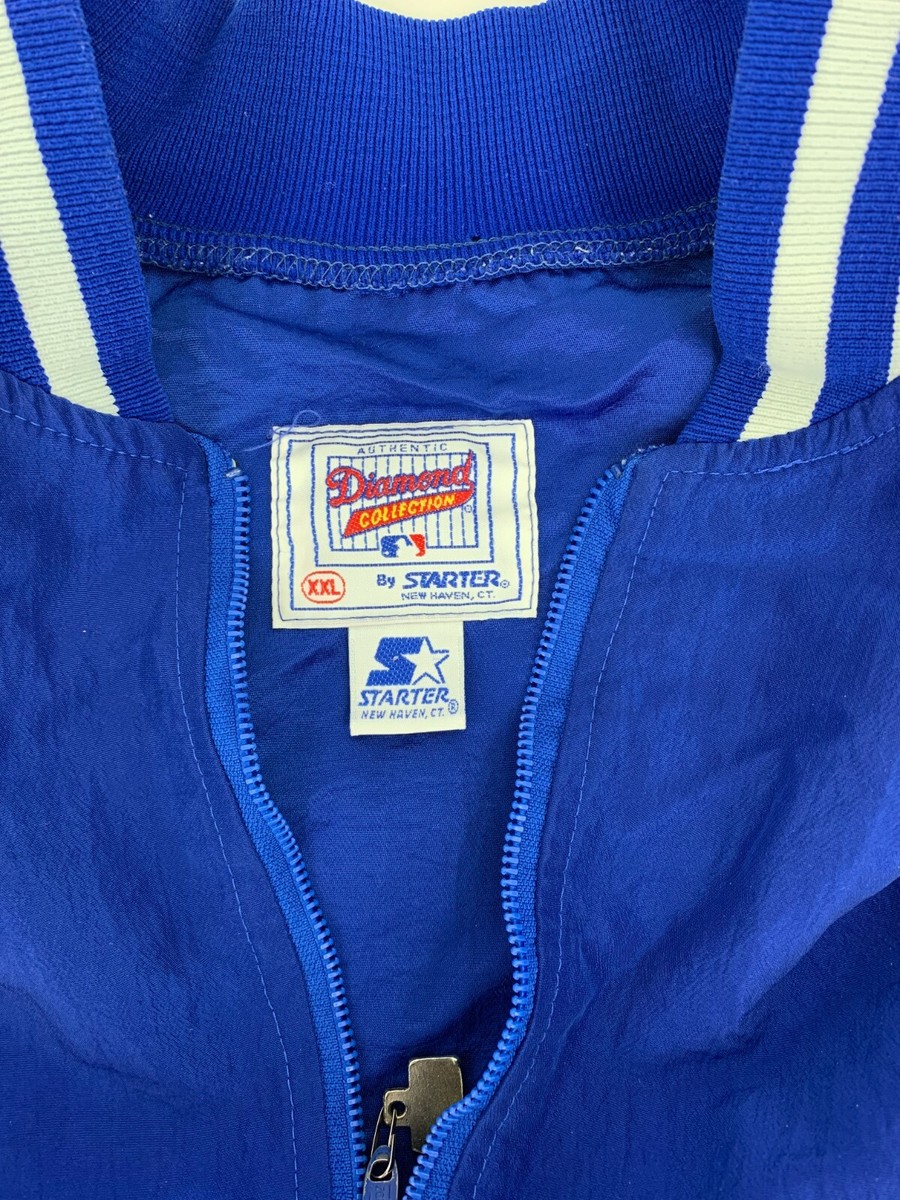 AUTHENTIC
Diamond®
COLLECTION
XXL
By STARTER®
NEW HAVEN, CT.
STARTER®
NEW HAVEN, CT.